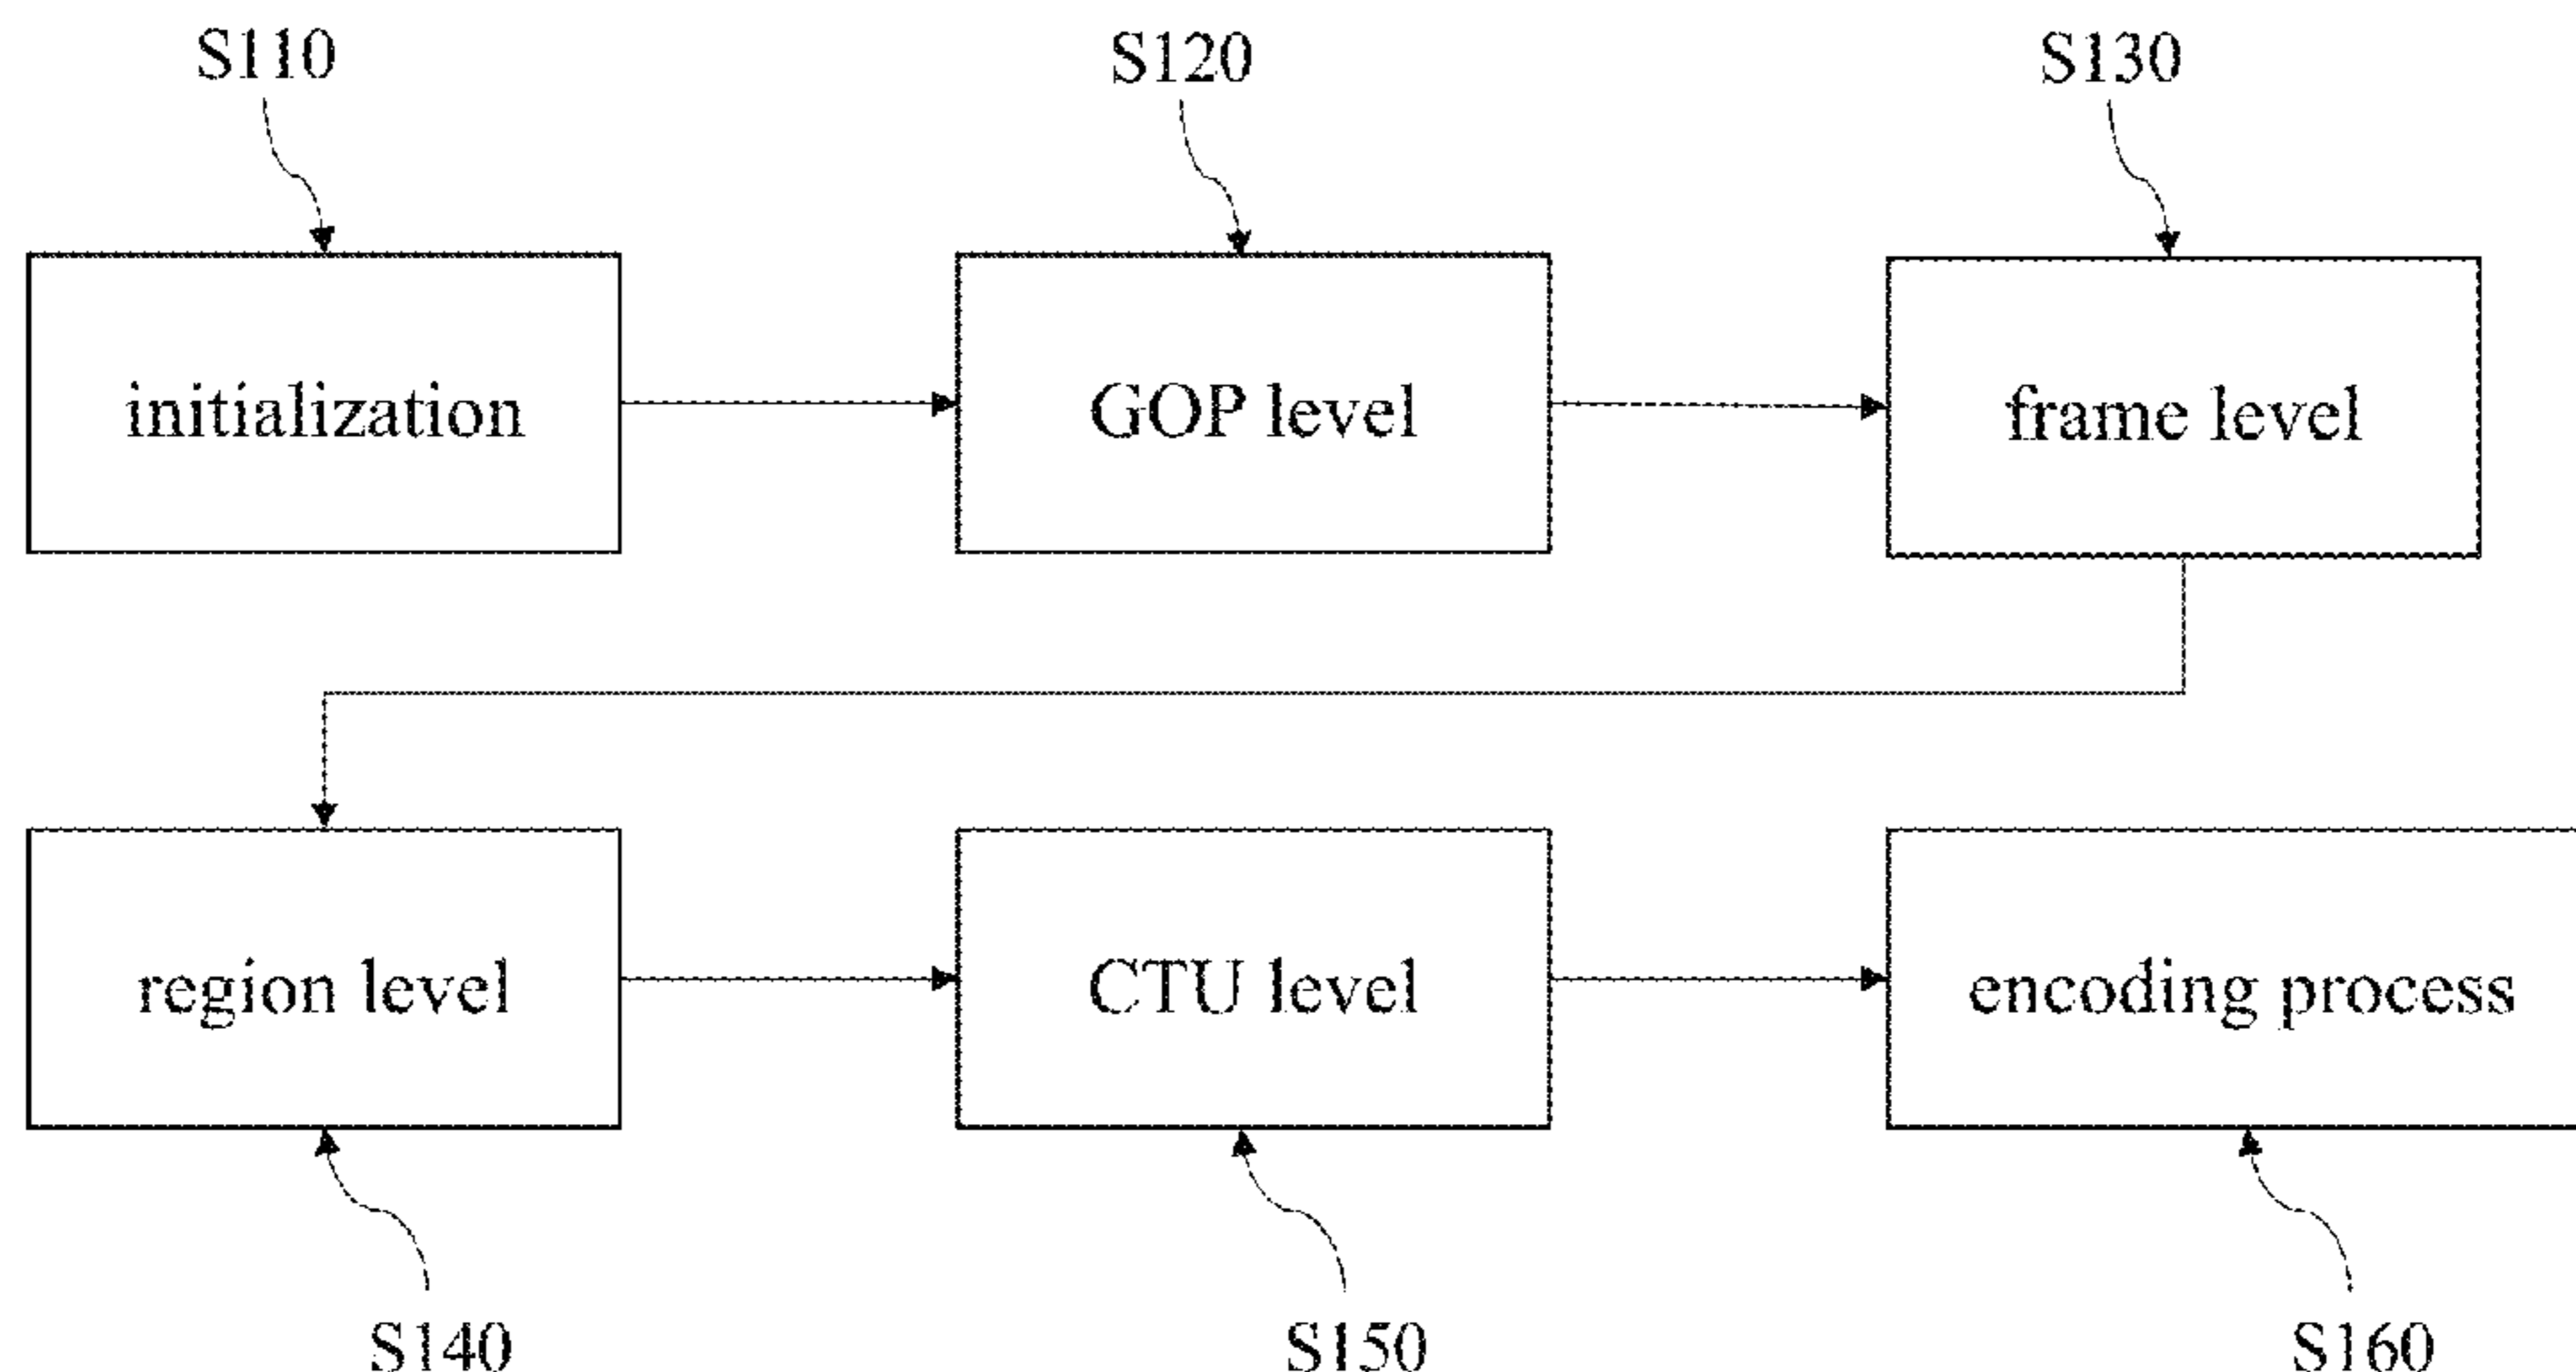 S110
S120
S130
initialization
GOP level
frame level
region level
CTU level
encoding process
S140
S150
S160